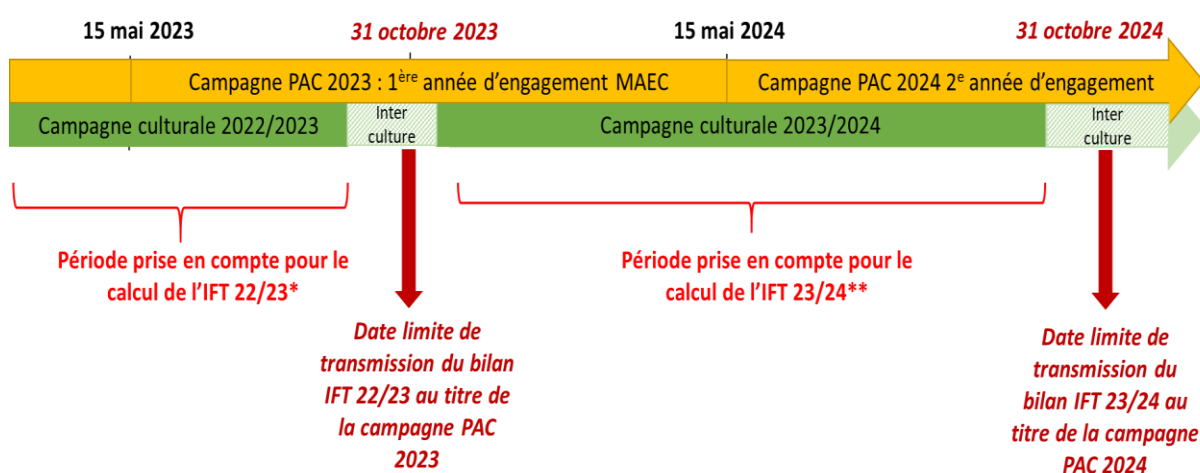 15 mai 2023
31 octobre 2023
15 mai 2024
31 octobre 2024
Campagne PAC 2023 : 1ère année d'engagement MAEC
Campagne PAC 2024 2e année d'engagement
Campagne culturale 2022/2023
Inter
culture
Campagne culturale 2023/2024
Inter
culture
Période prise en compte pour le
calcul de l'IFT 22/23*
Période prise en compte pour le
calcul de l'IFT 23/24**
Date limite de
transmission du bilan
IFT 22/23 au titre de
la campagne PAC
2023
Date limite de
transmission du
bilan IFT 23/24 au
titre de la campagne
PAC 2024